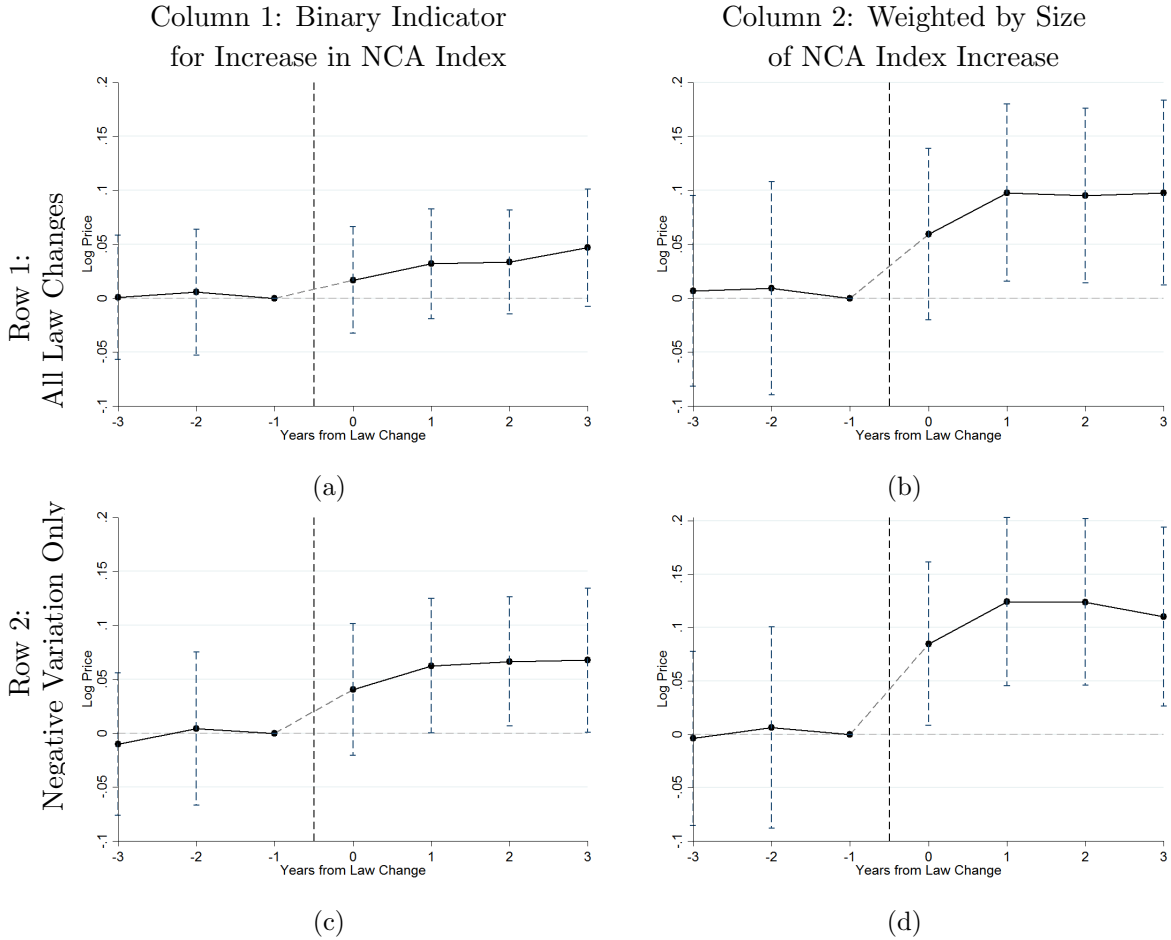 Column 1: Binary Indicator
for Increase in NCA Index
Column 2: Weighted by Size
of NCA Index Increase
Row 1:
All Law Changes
Log Price
.2
.15
.1
.05
0
-.05
-.1
-3 -2 -1 0 1 2 3
Years from Law Change
(a)
Log Price
.2
.15
.1
.05
0
-.05
-.1
-3 -2 -1 0 1 2 3
Years from Law Change
(b)
Row 2:
Negative Variation Only
Log Price
.2
.15
.1
.05
0
-.05
-.1
-3 -2 -1 0 1 2 3
Years from Law Change
(c)
Log Price
.2
.15
.1
.05
0
-.05
-.1
-3 -2 -1 0 1 2 3
Years from Law Change
(d)